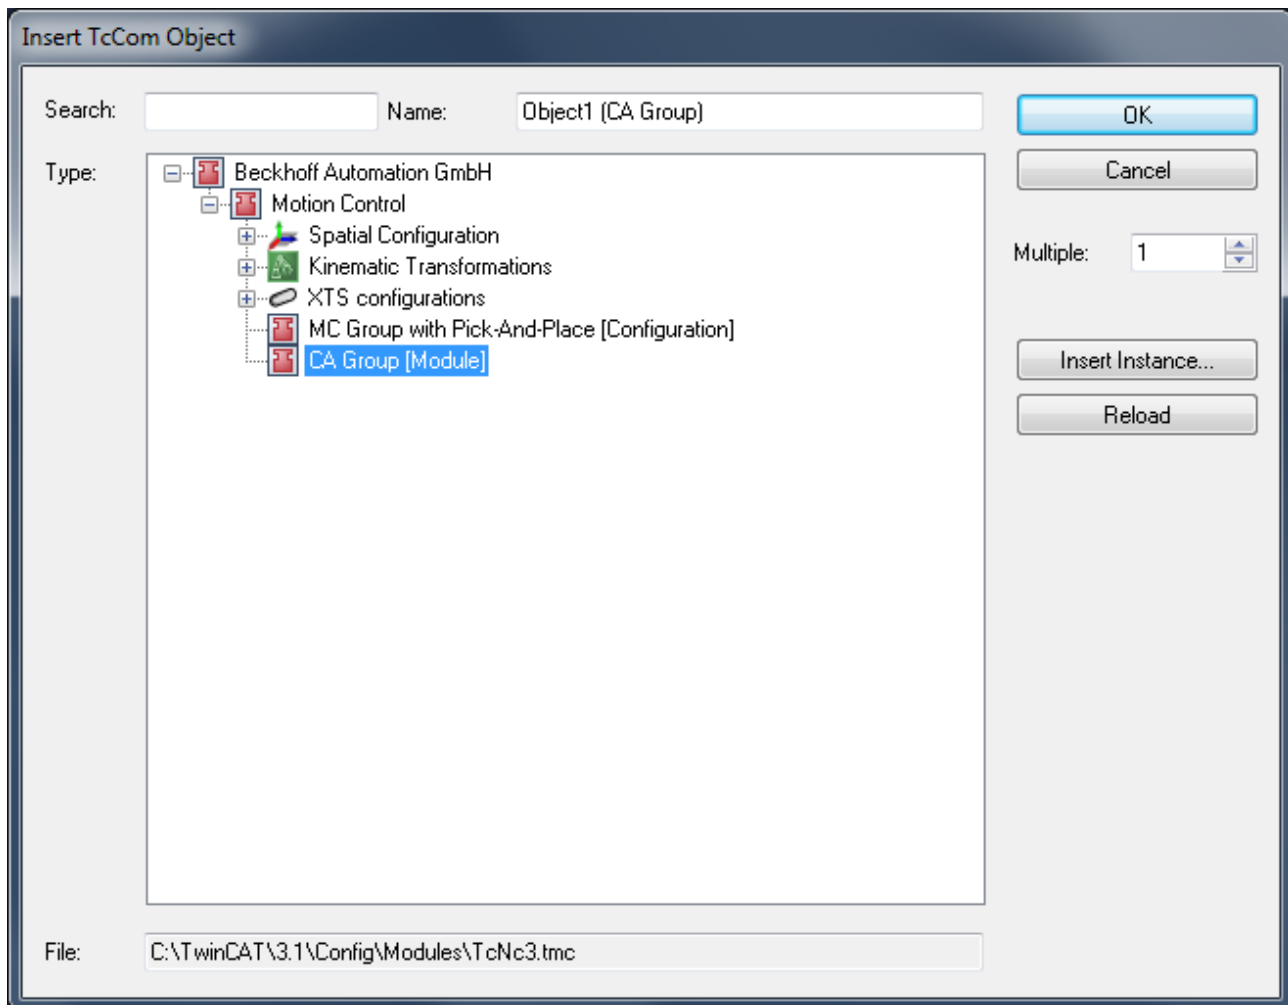 Insert TcCom Object
Search: Name: Object1 (CA Group) OK
Type: Beckhoff Automation GmbH Cancel
Motion Control
Spatial Configuration
Multiple: 1
Kinematic Transformations
XTS configurations
MC Group with Pick-And-Place [Configuration]
CA Group [Module] Insert Instance...
Reload
File: C:\TwinCAT\3.1\Config\Modules\TcNc3.tmc